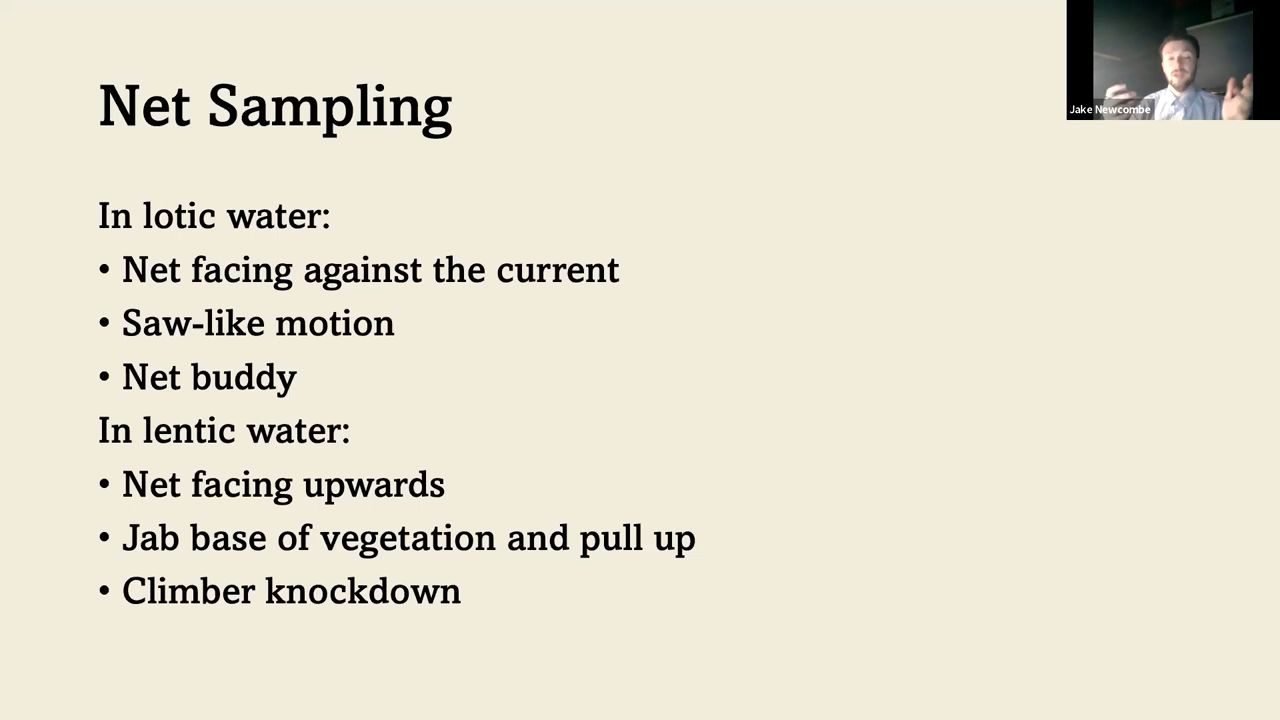 Net Sampling
Jake Newcombe
In lotic water:
• Net facing against the current
• Saw-like motion
• Net buddy
In lentic water:
• Net facing upwards
• Jab base of vegetation and pull up
• Climber knockdown